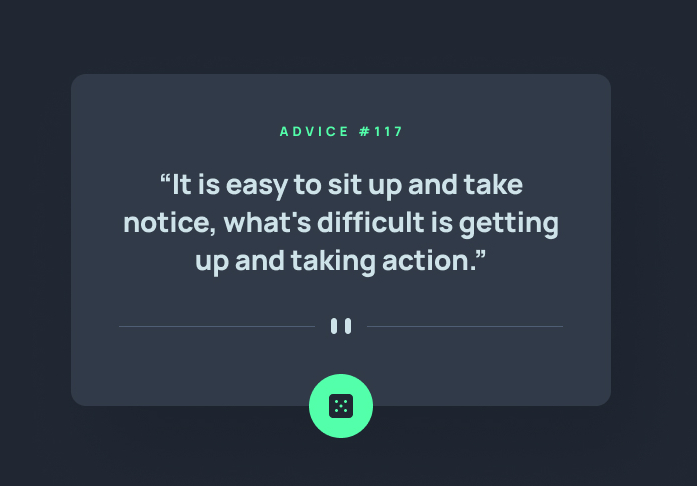 ADVICE #117
“It is easy to sit up and take
notice, what's difficult is getting
up and taking action.”